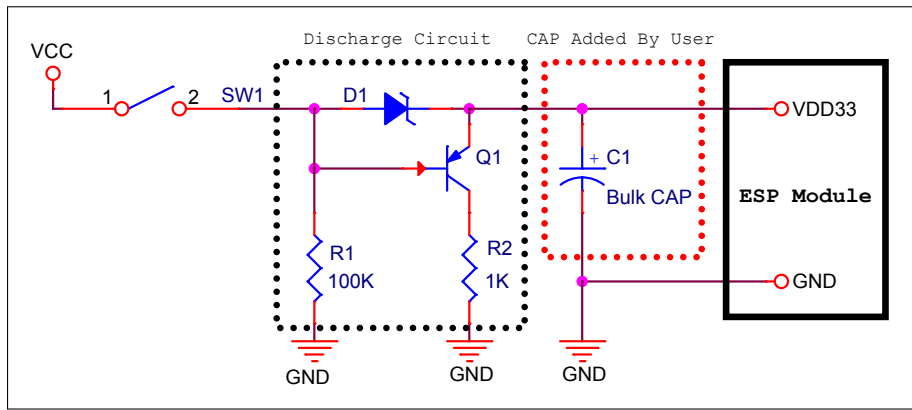 Discharge Circuit
CAP Added By User
VCC
1
2
SW1
D1
VDD33
Q1
+
C1
Bulk CAP
ESP Module
R1
100K
R2
1K
GND
GND
GND
GND